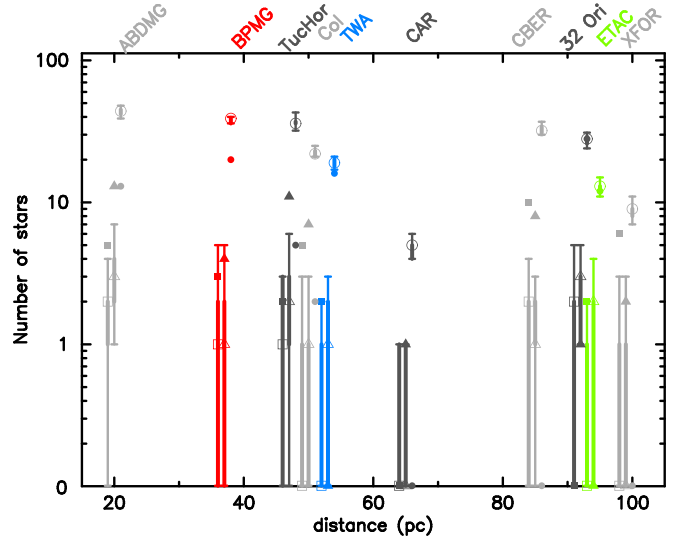 ABDMG BPMG TucHor Col TWA CAR CBER 32 Ori ETAC XFOR
100
10
1
0
Number of stars
20 40 60 80 100
distance (pc)